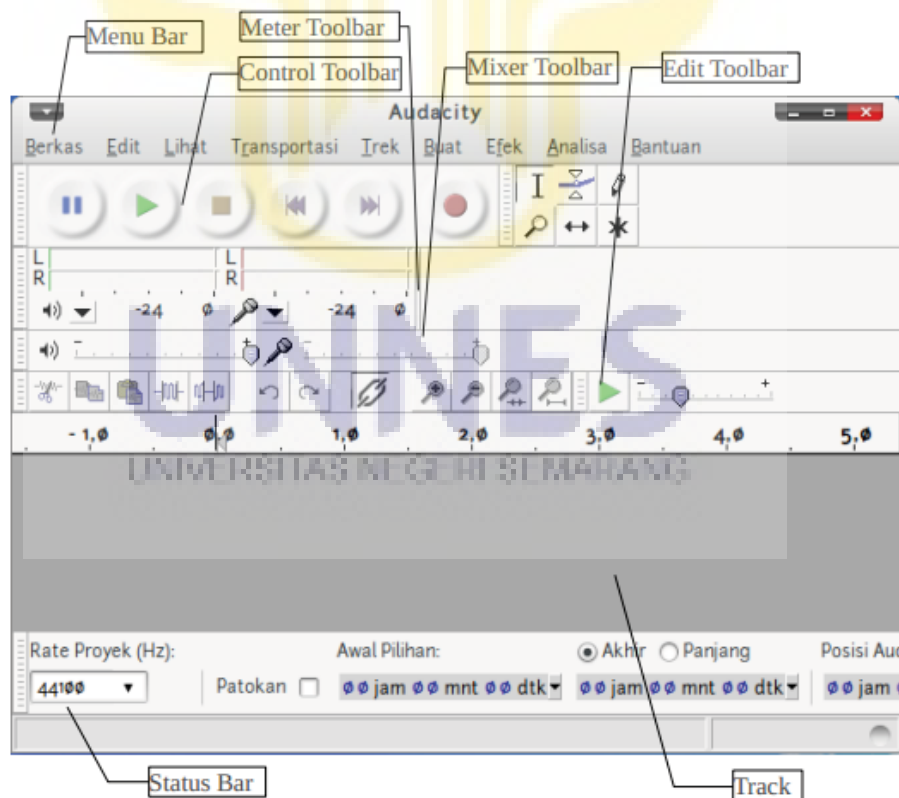 Menu Bar
Meter Toolbar
Control Toolbar
Mixer Toolbar
Edit Toolbar
Audacity
Berkas Edit Lihat Transportasi Trek Buat Efek Analisa Bantuan
L L
R R
-24 0 -24 0
- +
- +
- 1,0 0,0 1,0 2,0 3,0 4,0 5,0
UNNES
UNIVERSITAS NEGERI SEMARANG
Rate Proyek (Hz): Awal Pilihan: Akhir Panjang Posisi Aud
44100 Patokan 00 jam 00 mnt 00 dtk 00 jam 00 mnt 00 dtk 00 jam
Status Bar
Track